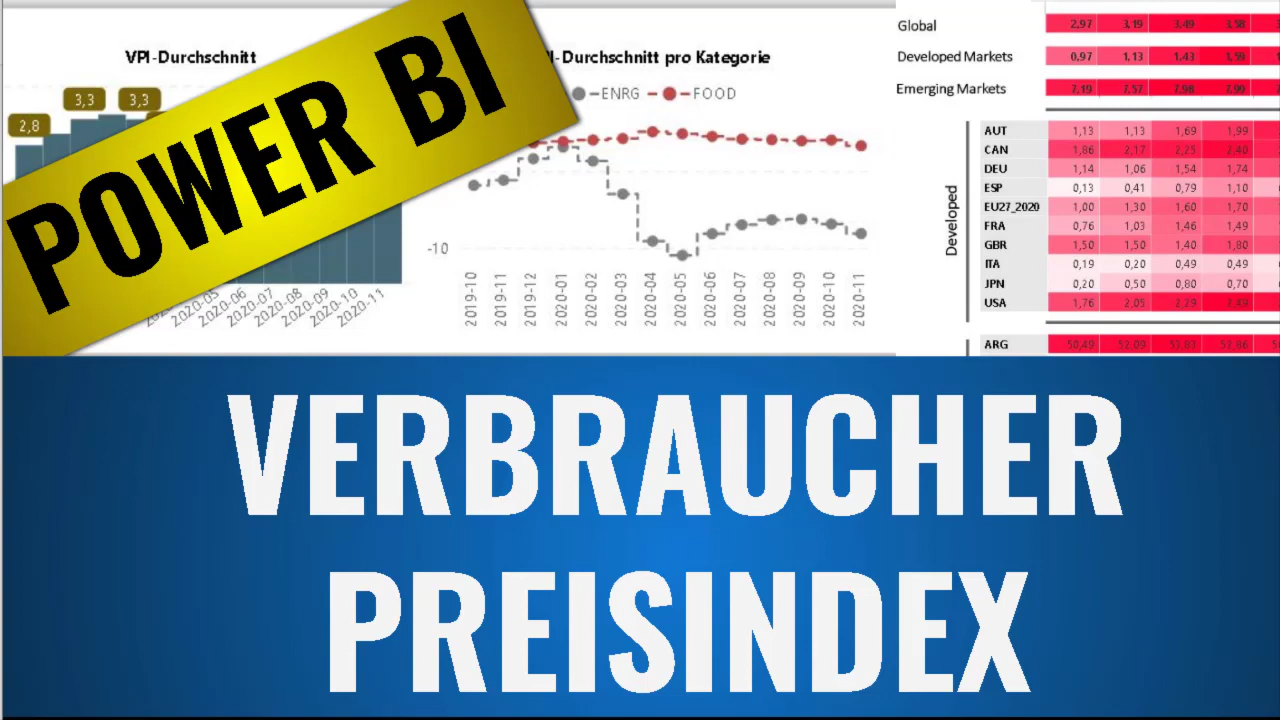 VPI-Durchschnitt
3,3
3,3
2,8
POWER BI
2020-06
2020-07
2020-08
2020-09
2020-10
2020-11
-Durchschnitt pro Kategorie
ENRG
FOOD
-10
2019-10
2019-11
2019-12
2020-01
2020-02
2020-03
2020-04
2020-05
2020-06
2020-07
2020-08
2020-09
2020-10
2020-11
Global 2,97 3,19 3,49 3,58
Developed Markets 0,97 1,13 1,43 1,59
Emerging Markets 7,19 7,57 7,98 7,99
Developed
AUT 1,13 1,13 1,69 1,99
CAN 1,86 2,17 2,25 2,40
DEU 1,14 1,06 1,54 1,74
ESP 0,13 0,41 0,79 1,10
EU27_2020 1,00 1,30 1,60 1,70
FRA 0,76 1,03 1,46 1,49
GBR 1,50 1,50 1,40 1,80
ITA 0,19 0,20 0,49 0,49
JPN 0,20 0,50 0,80 0,70
USA 1,76 2,05 2,29 2,49
ARG 50,49 52,09 53,83 52,86
VERBRAUCHER
PREISINDEX